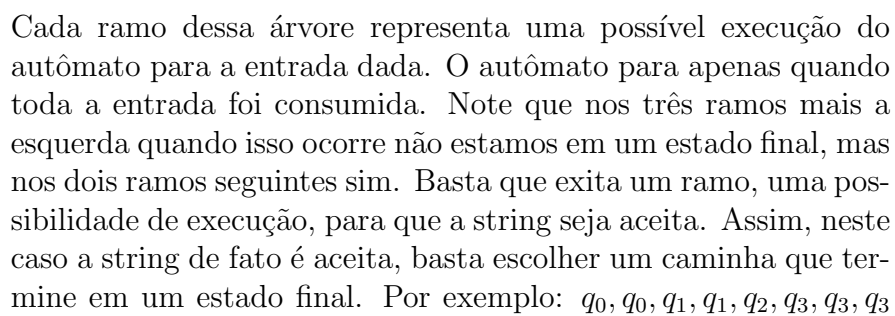 Cada ramo dessa árvore representa uma possível execução do
autômato para a entrada dada. O autômato para apenas quando
toda a entrada foi consumida. Note que nos três ramos mais a
esquerda quando isso ocorre não estamos em um estado final, mas
nos dois ramos seguintes sim. Basta que exita um ramo, uma pos-
sibilidade de execução, para que a string seja aceita. Assim, neste
caso a string de fato é aceita, basta escolher um caminha que ter-
mine em um estado final. Por exemplo: q₀, q₀, q₁, q₁, q₂, q₃, q₃, q₃